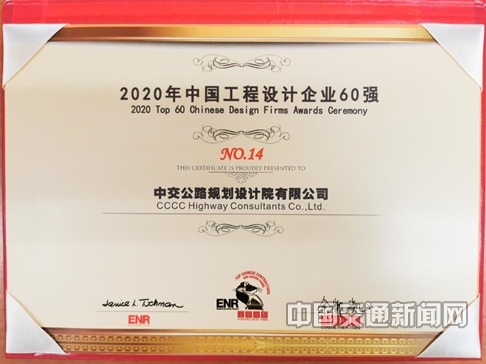 2020年中国工程设计企业60强
2020 Top 60 Chinese Design Firms Awards Ceremony
NO.14
THIS CERTIFICATE IS PROUDLY PRESENTED TO
中交公路规划设计院有限公司
CCCC Highway Consultants Co.,Ltd.
Janice L. Tuchman
ENR
ENR
中国交通新闻网